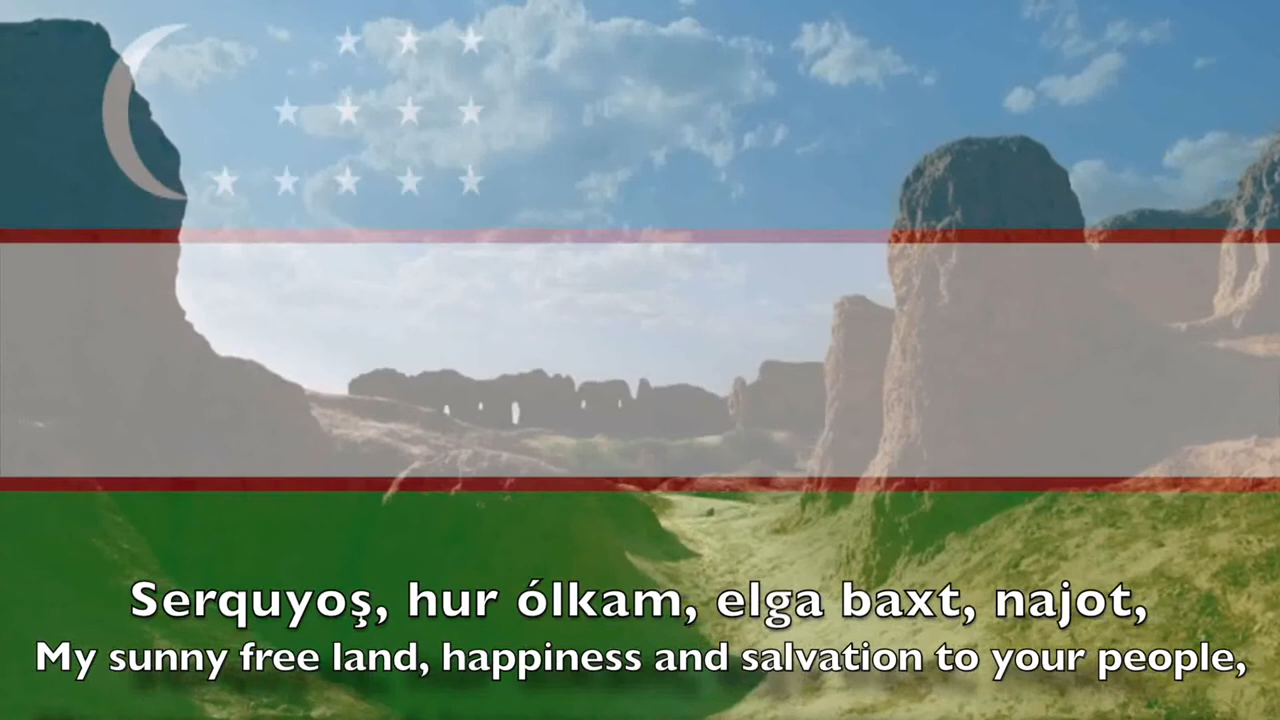 Serquyoş, hur ólkam, elga baxt, najot,
My sunny free land, happiness and salvation to your people,